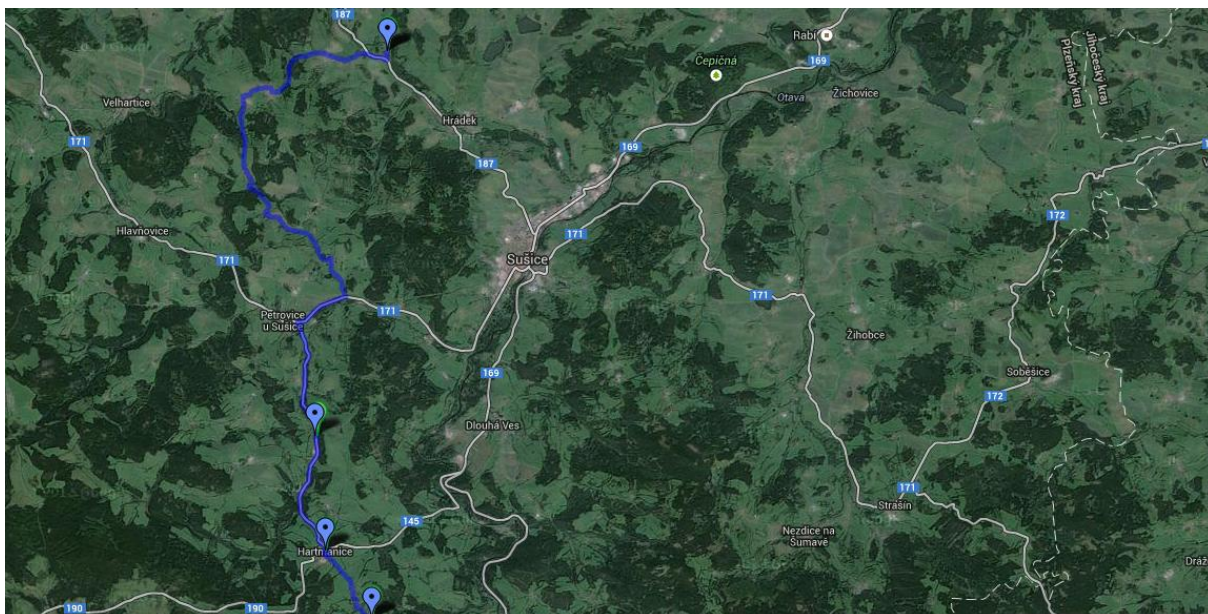 187
Rabí
169
Čepičná
Jihočeský kraj
Plzeňský kraj
Otava
Žichovice
Velhartice
Hrádek
171
169
187
172
Hlavňovice
171
171
Sušice
171
171
Petrovice
u Sušice
Žihobce
169
Soběšice
172
Dlouhá Ves
171
Strašín
145
Nezdice na
Šumavě
Hartmanice
190
190